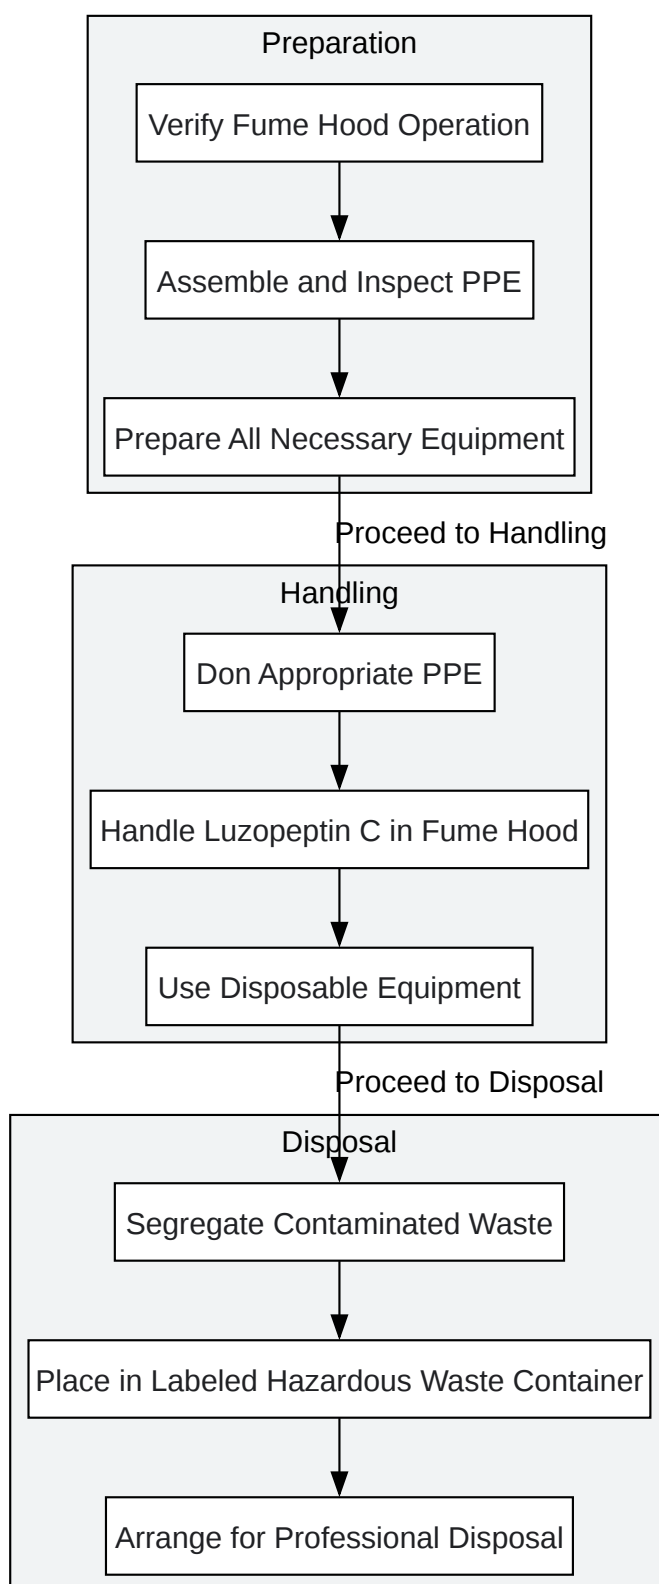 Preparation
Verify Fume Hood Operation
Assemble and Inspect PPE
Prepare All Necessary Equipment
Proceed to Handling
Handling
Don Appropriate PPE
Handle Luzopeptin C in Fume Hood
Use Disposable Equipment
Proceed to Disposal
Disposal
Segregate Contaminated Waste
Place in Labeled Hazardous Waste Container
Arrange for Professional Disposal